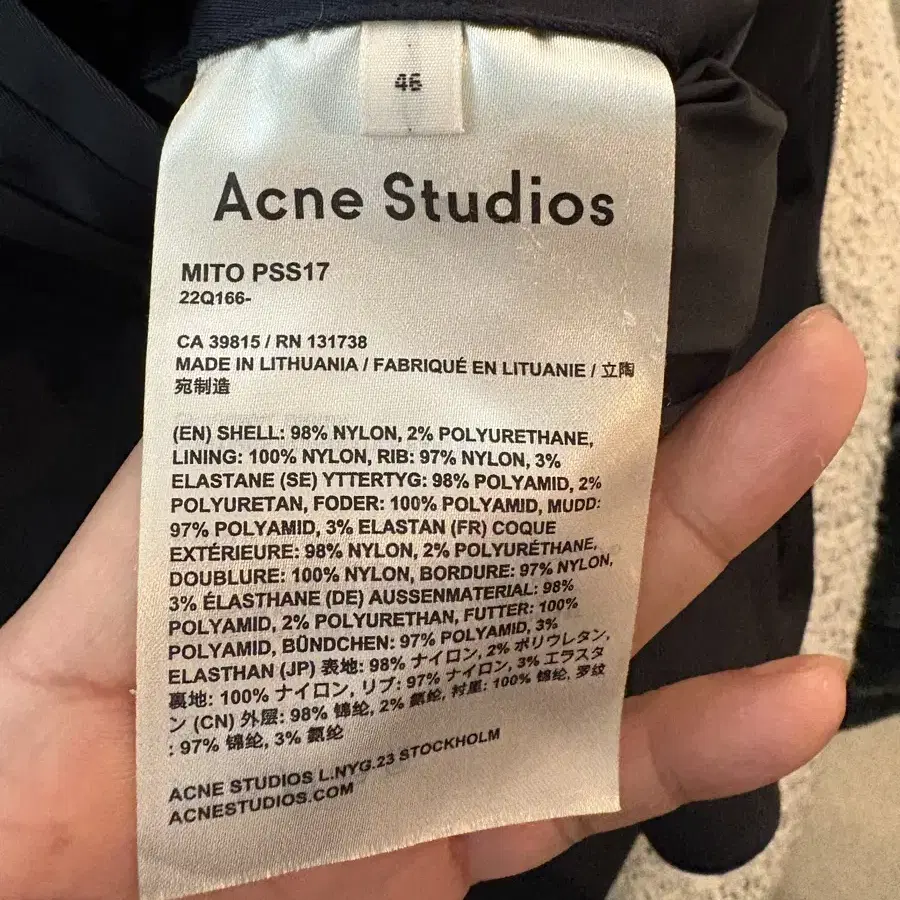 46
Acne Studios
MITO PSS17
22Q166-
CA 39815 / RN 131738
MADE IN LITHUANIA / FABRIQUÉ EN LITUANIE / 立陶
宛制造
(EN) SHELL: 98% NYLON, 2% POLYURETHANE,
LINING: 100% NYLON, RIB: 97% NYLON, 3%
ELASTANE (SE) YTTERTYG: 98% POLYAMID, 2%
POLYURETAN, FODER: 100% POLYAMID, MUDD:
97% POLYAMID, 3% ELASTAN (FR) COQUE
EXTÉRIEURE: 98% NYLON, 2% POLYURÉTHANE,
DOUBLURE: 100% NYLON, BORDURE: 97% NYLON,
3% ÉLASTHANE (DE) AUSSENMATERIAL: 98%
POLYAMID, 2% POLYURETHAN, FUTTER: 100%
POLYAMID, BÜNDCHEN: 97% POLYAMID, 3%
ELASTHAN (JP) 表地: 98% ナイロン, 2% ポリウレタン,
裏地: 100% ナイロン, リブ: 97% ナイロン, 3% エラスタ
ン (CN) 外层: 98% 锦纶, 2% 氨纶, 衬里: 100% 锦纶, 罗纹
: 97% 锦纶, 3% 氨纶
ACNE STUDIOS L.NYG.23 STOCKHOLM
ACNESTUDIOS.COM